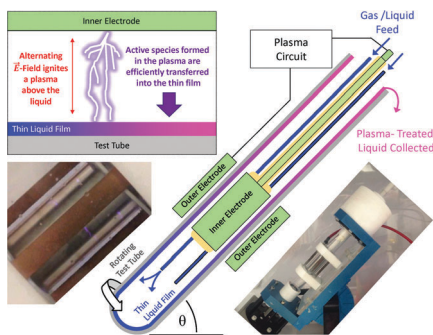 Inner Electrode
Alternating
E-Field ignites
a plasma
above the
liquid
Active species formed
in the plasma are
efficiently transferred
into the thin film
Thin Liquid Film
Test Tube
Plasma
Circuit
Gas /Liquid
Feed
Plasma- Treated
Liquid Collected
Outer Electrode
Inner Electrode
Outer Electrode
Rotating
Test Tube
Thin
Liquid Film
θ